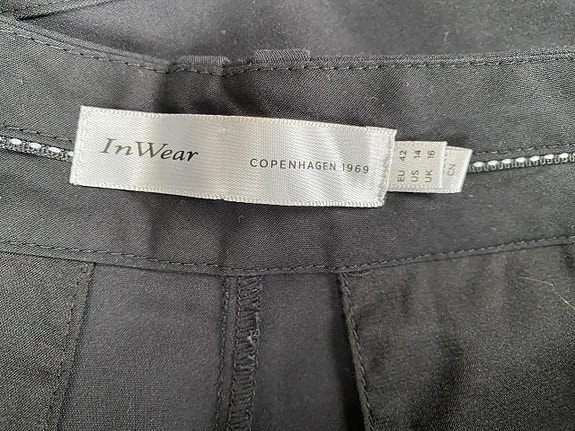 InWear
COPENHAGEN 1969
EU 42
US 14
UK 16
CN